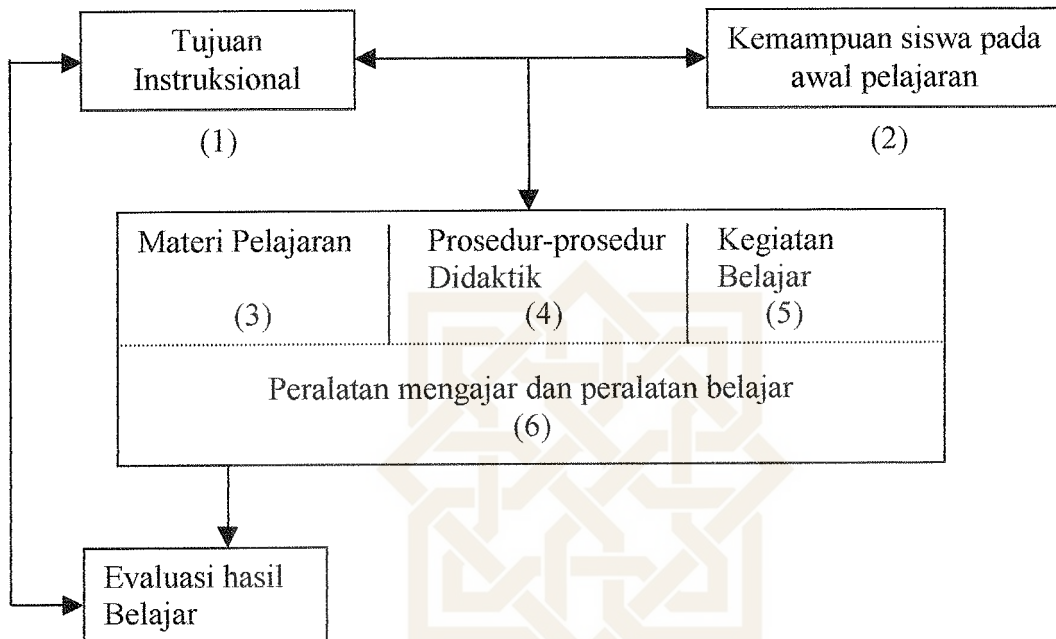 Tujuan
Instruksional
(1)
Kemampuan siswa pada
awal pelajaran
(2)
Materi Pelajaran
(3)
Prosedur-prosedur
Didaktik
(4)
Kegiatan
Belajar
(5)
Peralatan mengajar dan peralatan belajar
(6)
Evaluasi hasil
Belajar